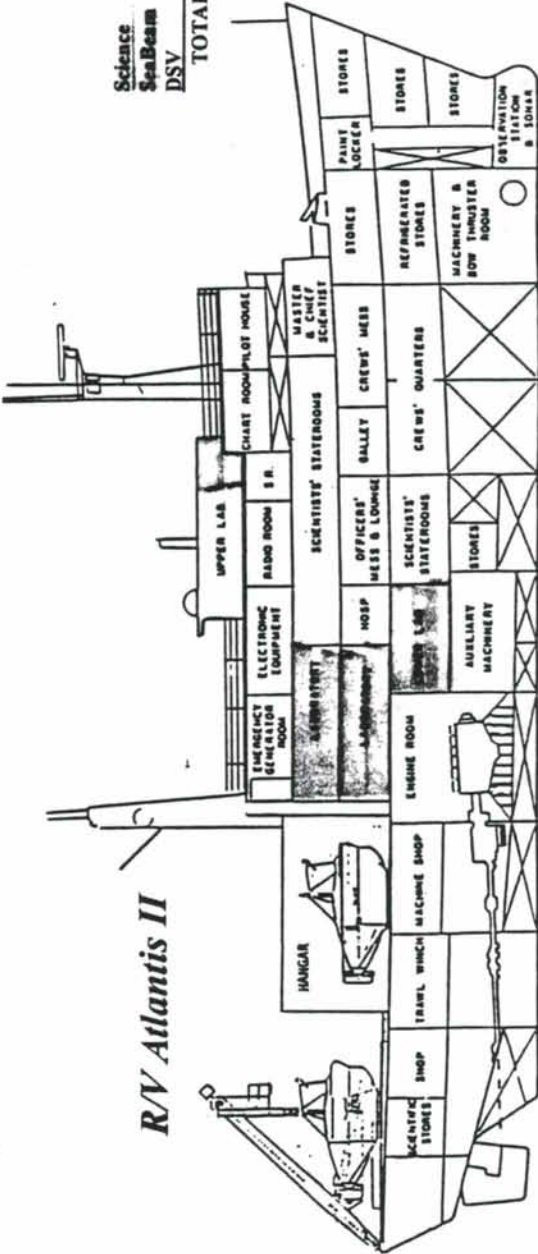 R/V Atlantis II
Science
SeaBeam
DSV
TOTAL
UPPER LAB
CHART ROOM
PILOT HOUSE
EMERGENCY
GENERATOR
ROOM
ELECTRONIC
EQUIPMENT
RADIO ROOM
S.R.
HANGAR
LABORATORY
SCIENTISTS' STATEROOMS
MASTER
& CHIEF
SCIENTIST
LABORATORY
HOSP
OFFICERS'
MESS & LOUNGE
GALLEY
CREWS' MESS
STORES
PAINT
LOCKER
STORES
SCIENTIFIC
STORES
SHOP
TRAWL WINCH
MACHINE SHOP
ENGINE ROOM
LAB
SCIENTISTS'
STATEROOMS
CREWS' QUARTERS
REFRIGERATED
STORES
STORES
AUXILIARY
MACHINERY
STORES
MACHINERY &
BOW THRUSTER
ROOM
STORES
OBSERVATION
STATION
& SONAR